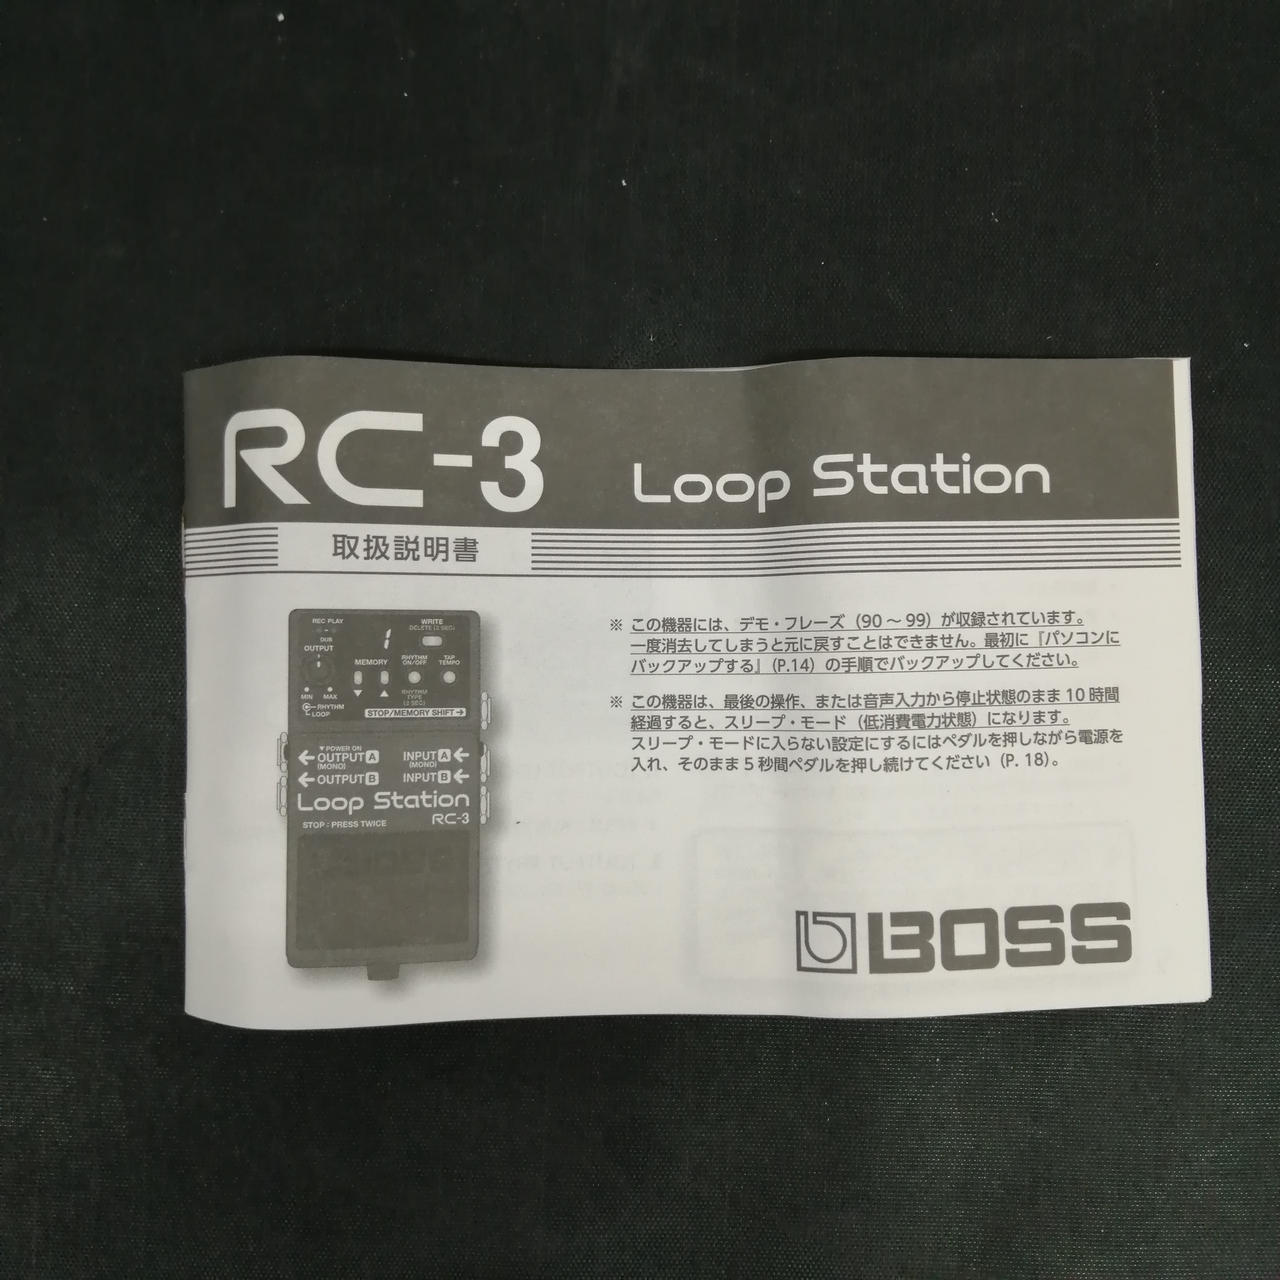 RC-3 Loop Station
取扱説明書
REC PLAY
DUB
OUTPUT
MIN MAX
RHYTHM
LOOP
1
MEMORY
WRITE
DELETE (2 SEC)
RHYTHM
ON/OFF
TAP
TEMPO
RHYTHM
TYPE
(2 SEC)
STOP/MEMORY SHIFT
▼POWER ON
OUTPUT A
(MONO)
INPUT A
(MONO)
OUTPUT B
INPUT B
Loop Station
RC-3
STOP : PRESS TWICE
※ この機器には、デモ・フレーズ（90～99）が収録されています。
一度消去してしまうと元に戻すことはできません。最初に『パソコンに
バックアップする』（P.14）の手順でバックアップしてください。
※ この機器は、最後の操作、または音声入力から停止状態のまま10時間
経過すると、スリープ・モード（低消費電力状態）になります。
スリープ・モードに入らない設定にするにはペダルを押しながら電源を
入れ、そのまま5秒間ペダルを押し続けてください（P. 18）。
BOSS